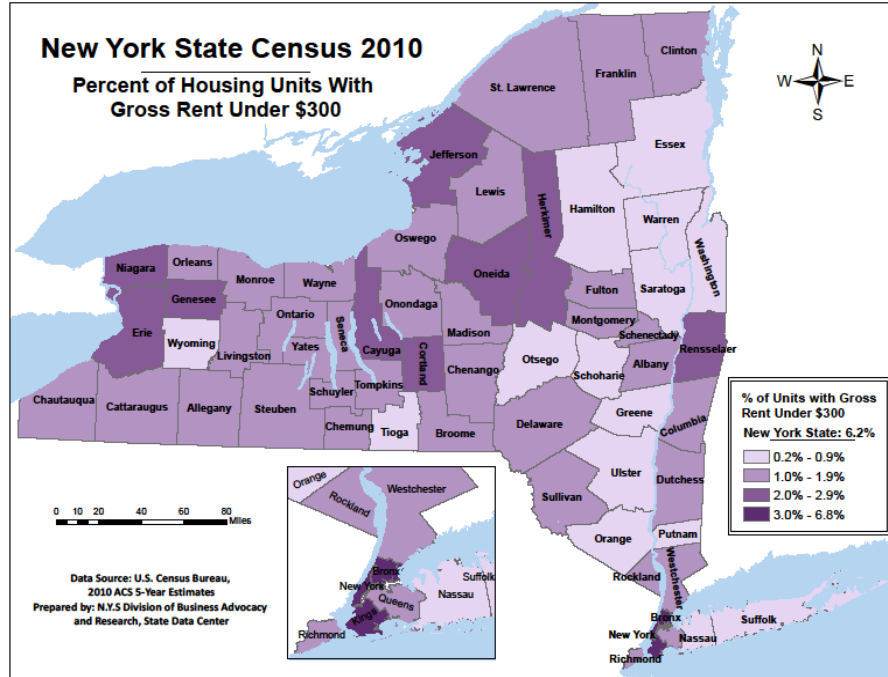 New York State Census 2010
Percent of Housing Units With
Gross Rent Under $300
N
W E
S
Clinton
Franklin
St. Lawrence
Essex
Jefferson
Lewis
Herkimer
Hamilton
Warren
Washington
Oswego
Oneida
Niagara
Orleans
Monroe
Wayne
Fulton
Saratoga
Genesee
Onondaga
Madison
Montgomery
Schenectady
Erie
Wyoming
Ontario
Seneca
Cayuga
Cortland
Otsego
Rensselaer
Livingston
Yates
Chenango
Schoharie
Albany
Chautauqua
Cattaraugus
Allegany
Steuben
Schuyler
Tompkins
Chemung
Tioga
Broome
Delaware
Greene
Columbia
Ulster
Dutchess
Sullivan
Orange
Putnam
Rockland
Westchester
Bronx
New York
Nassau
Suffolk
Richmond
% of Units with Gross
Rent Under $300
New York State: 6.2%
0.2% - 0.9%
1.0% - 1.9%
2.0% - 2.9%
3.0% - 6.8%
0 10 20 40 60 80
Miles
Data Source: U.S. Census Bureau,
2010 ACS 5-Year Estimates
Prepared by: N.Y.S Division of Business Advocacy
and Research, State Data Center
Orange
Westchester
Rockland
Bronx
New York
Suffolk
Nassau
Queens
Kings
Richmond